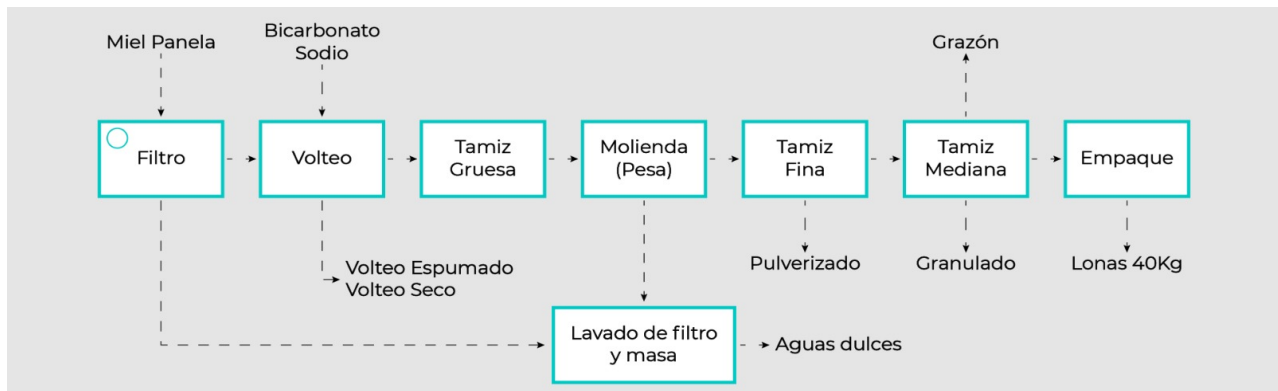 Miel Panela
Bicarbonato
Sodio
Grazón
Filtro
Volteo
Tamiz
Gruesa
Molienda
(Pesa)
Tamiz
Fina
Tamiz
Mediana
Empaque
Volteo Espumado
Volteo Seco
Pulverizado
Granulado
Lonas 40Kg
Lavado de filtro
y masa
Aguas dulces